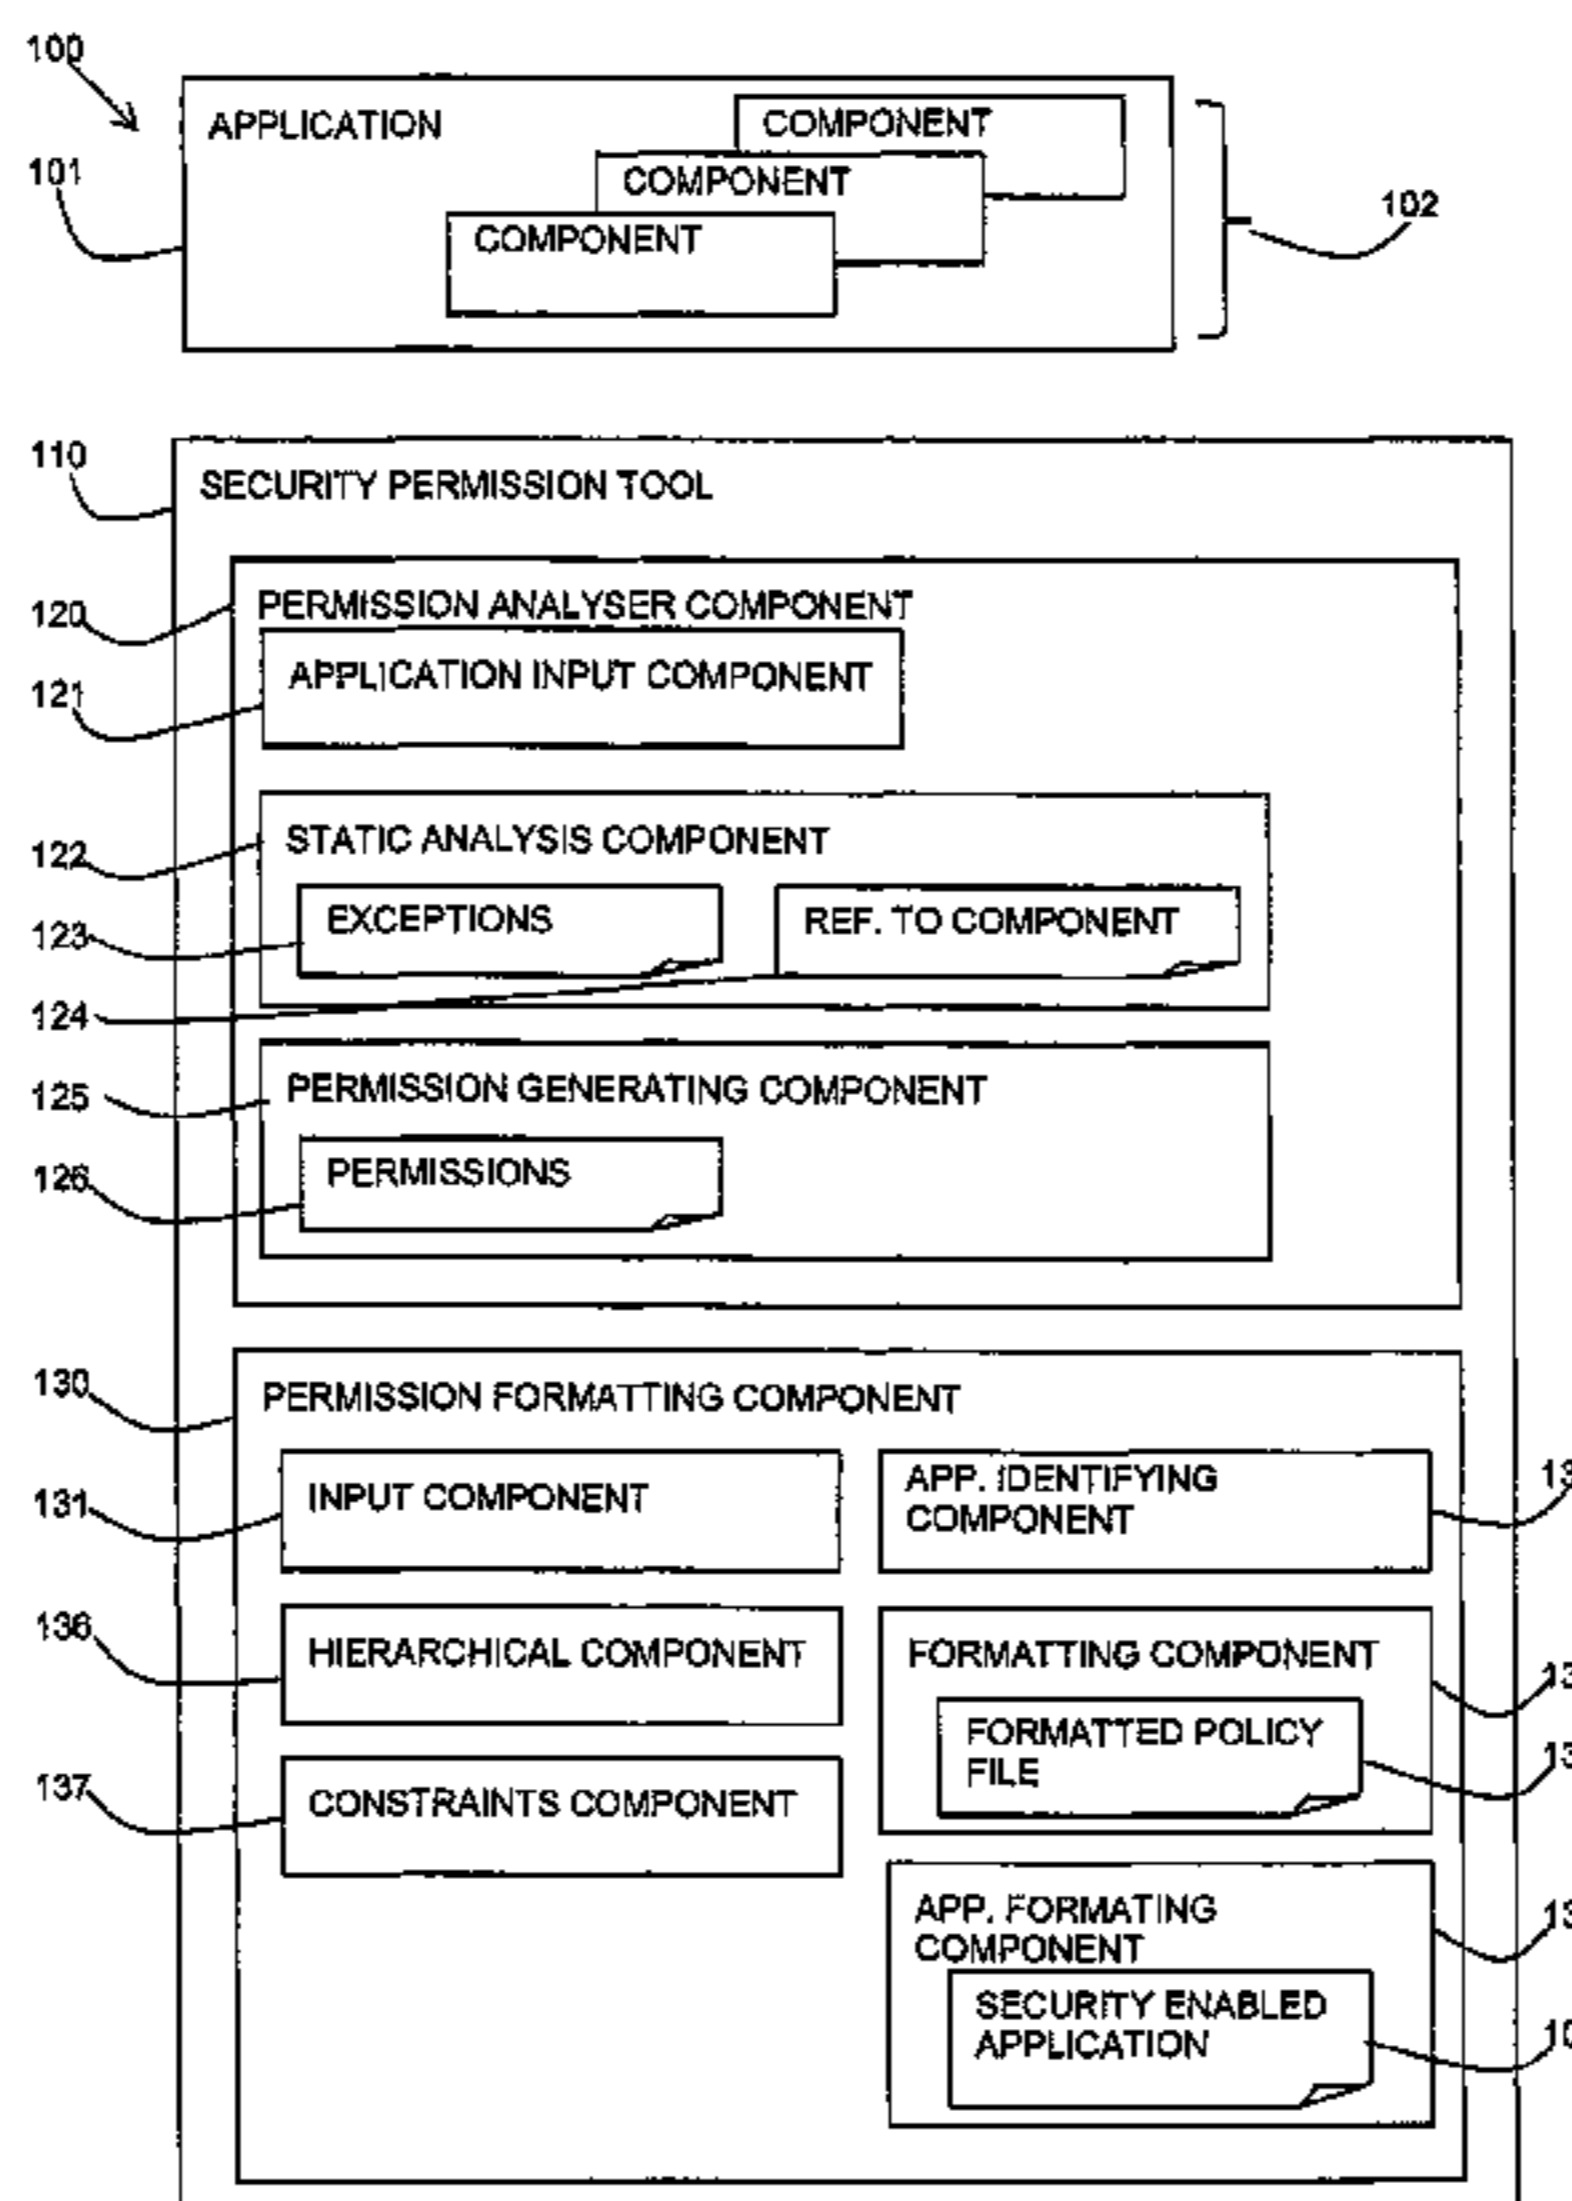 100
APPLICATION
COMPONENT
COMPONENT
COMPONENT
101
102
110
SECURITY PERMISSION TOOL
120
PERMISSION ANALYSER COMPONENT
121
APPLICATION INPUT COMPONENT
122
STATIC ANALYSIS COMPONENT
123
EXCEPTIONS
REF. TO COMPONENT
124
125
PERMISSION GENERATING COMPONENT
126
PERMISSIONS
130
PERMISSION FORMATTING COMPONENT
131
INPUT COMPONENT
APP. IDENTIFYING
COMPONENT
136
HIERARCHICAL COMPONENT
FORMATTING COMPONENT
FORMATTED POLICY
FILE
137
CONSTRAINTS COMPONENT
APP. FORMATING
COMPONENT
SECURITY ENABLED
APPLICATION